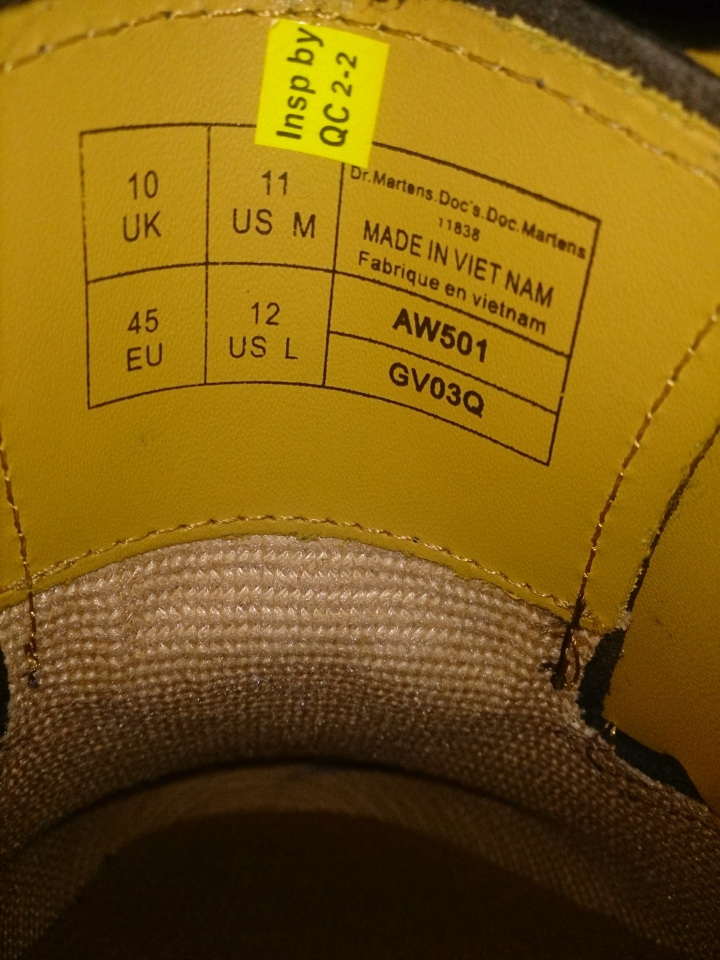 Insp by
QC 2-2
10
UK
11
US M
45
EU
12
US L
Dr.Martens.Doc's.Doc.Martens
11838
MADE IN VIET NAM
Fabrique en vietnam
AW501
GV03Q